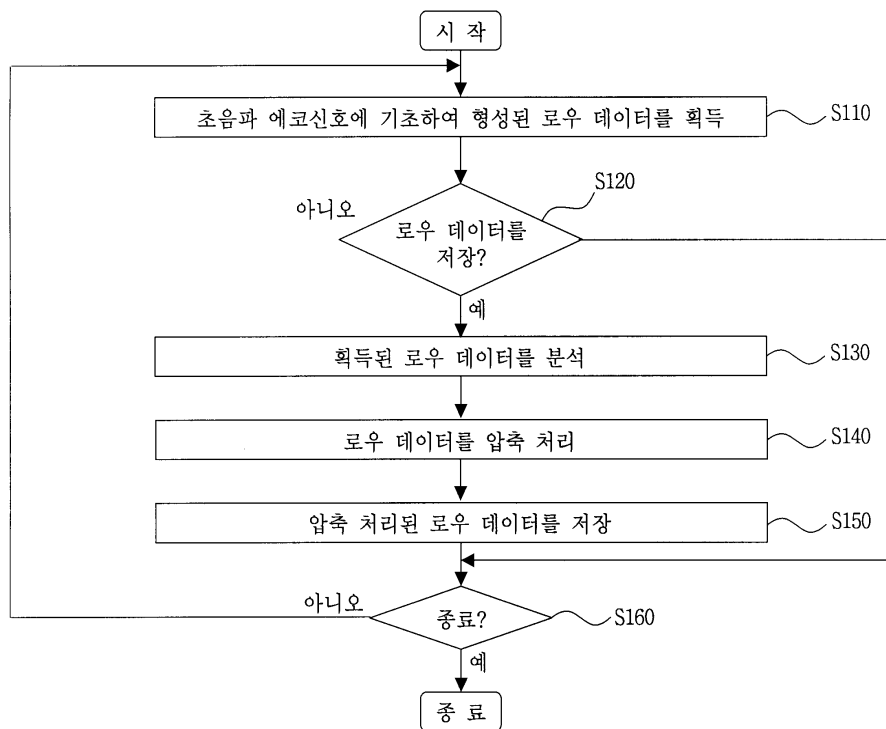 시 작
초음파 에코신호에 기초하여 형성된 로우 데이터를 획득
S110
S120
아니오
로우 데이터를
저장?
예
획득된 로우 데이터를 분석
S130
로우 데이터를 압축 처리
S140
압축 처리된 로우 데이터를 저장
S150
아니오
종료?
S160
예
종 료